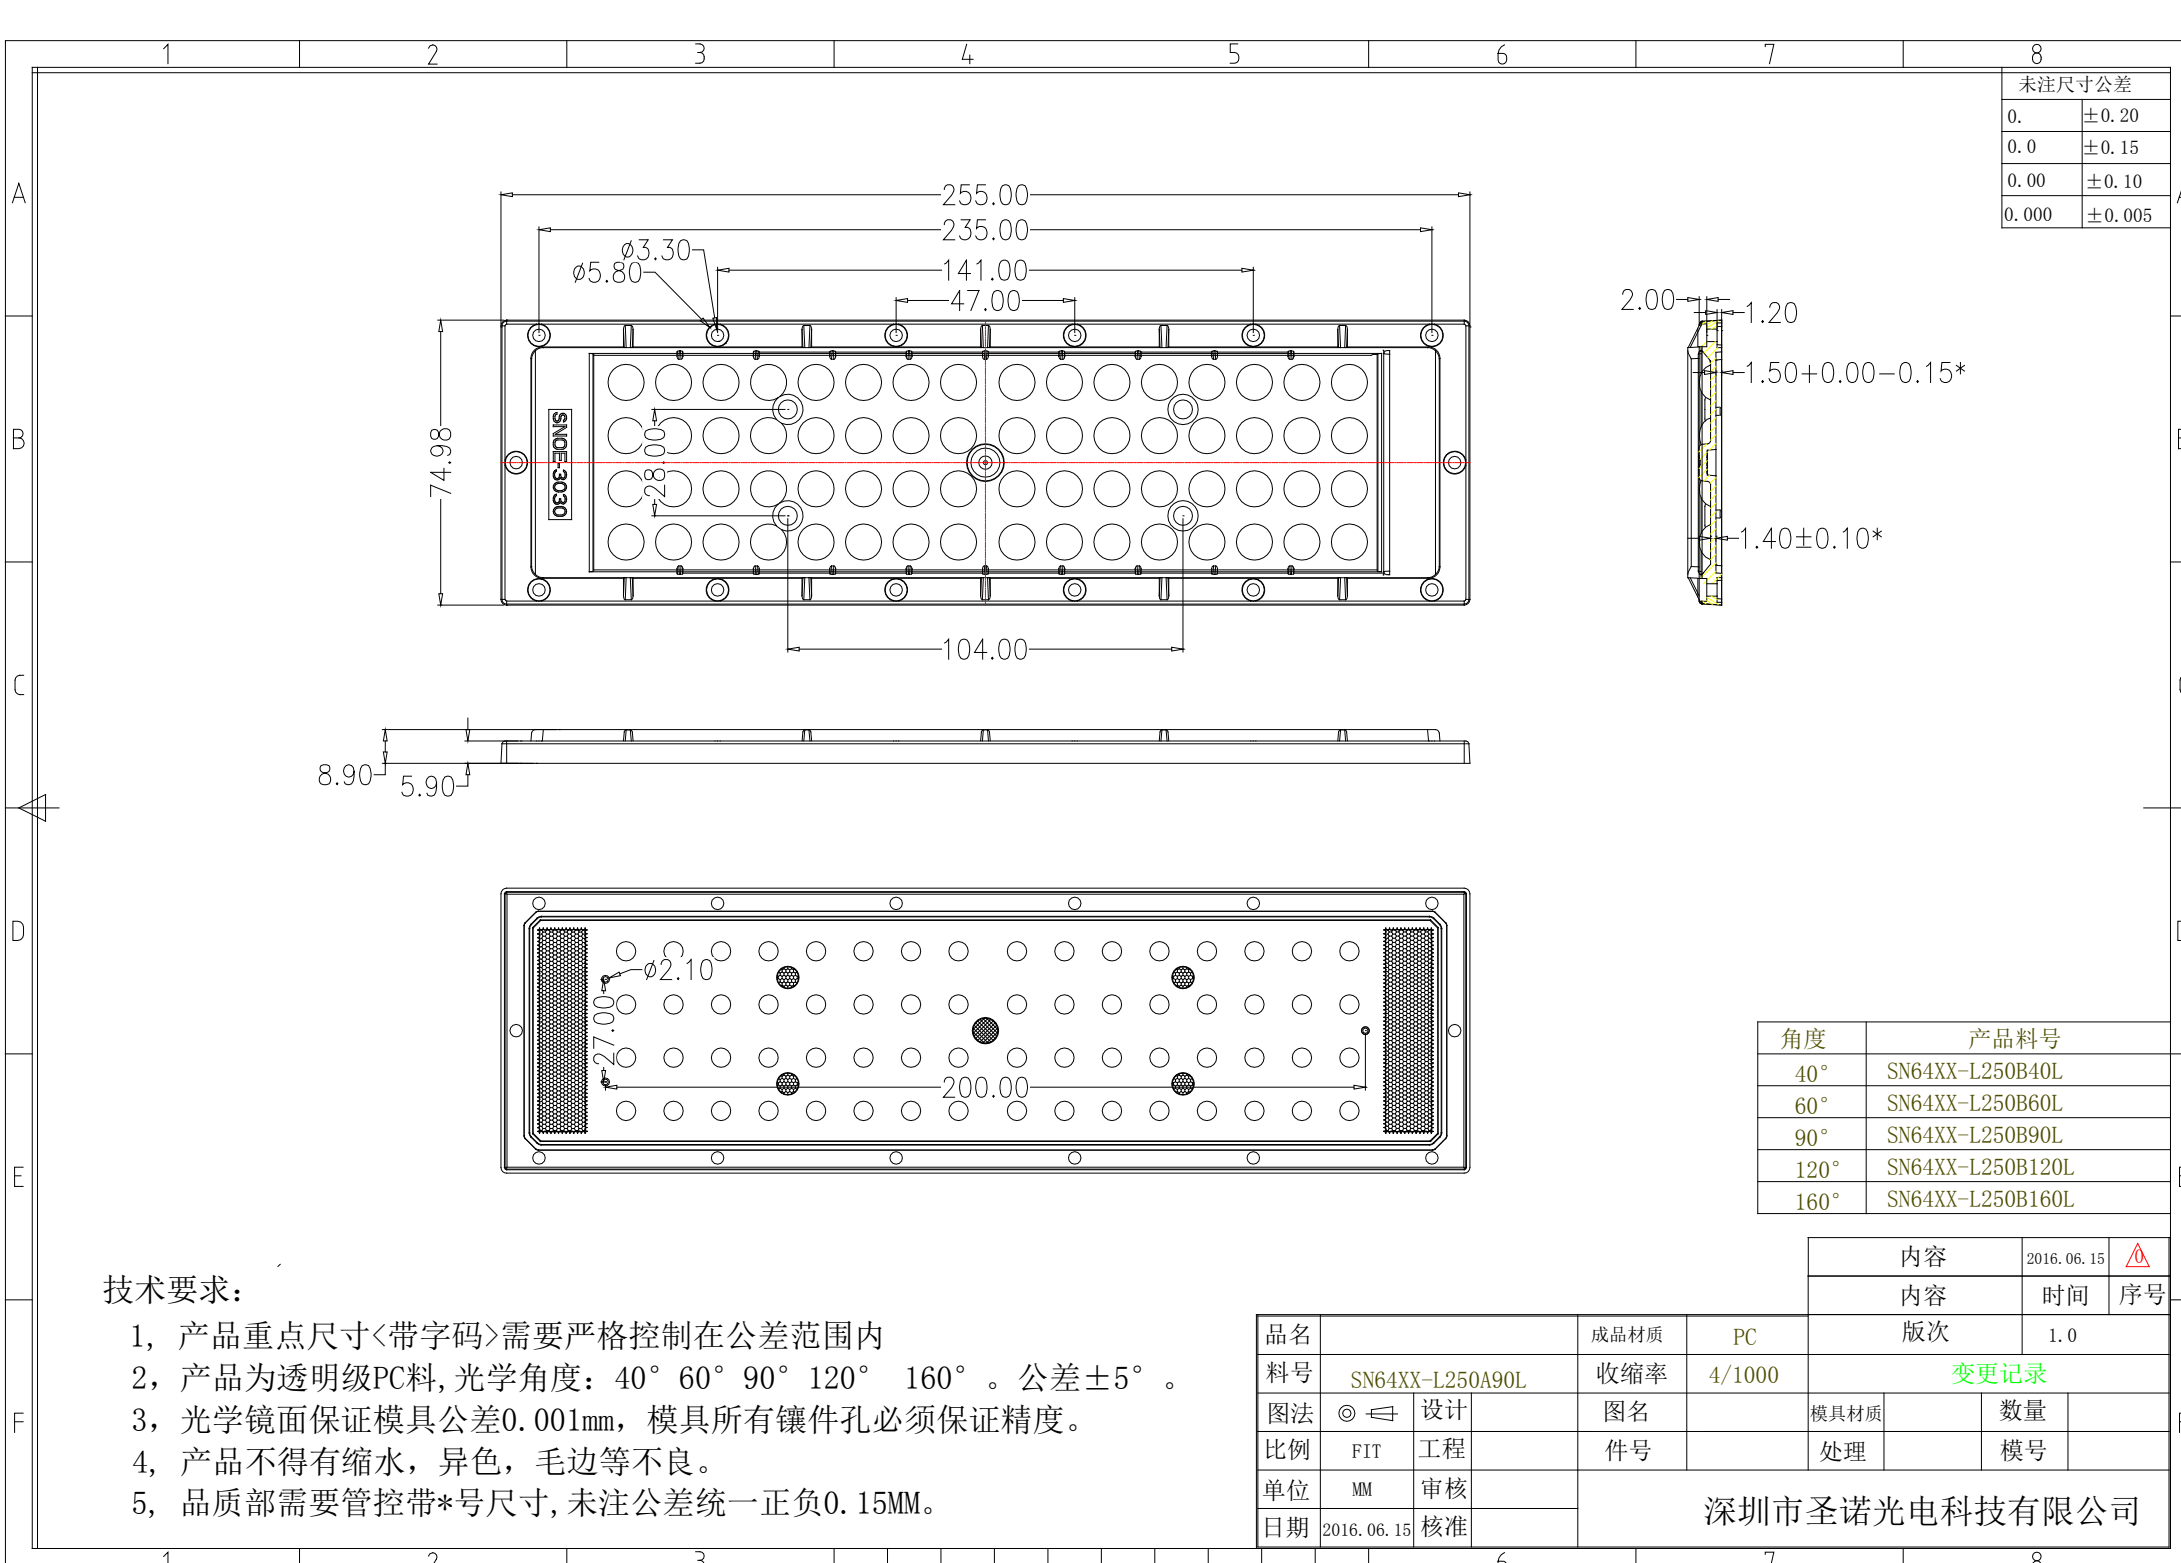 1 2 3 4 5 6 7 8
未注尺寸公差
0. ±0.20
0.0 ±0.15
0.00 ±0.10
0.000 ±0.005
A
B
C
D
E
F
255.00
235.00
ø3.30
141.00
ø5.80
47.00
74.98
SNOE-3030
28.00
104.00
2.00
1.20
1.50+0.00-0.15*
1.40±0.10*
8.90
5.90
ø2.10
27.00
200.00
角度 产品料号
40° SN64XX-L250B40L
60° SN64XX-L250B60L
90° SN64XX-L250B90L
120° SN64XX-L250B120L
160° SN64XX-L250B160L
技术要求：
1, 产品重点尺寸<带字码>需要严格控制在公差范围内
2，产品为透明级PC料,光学角度：40°60°90°120° 160°。公差±5°。
3，光学镜面保证模具公差0.001mm，模具所有镶件孔必须保证精度。
4, 产品不得有缩水，异色，毛边等不良。
5, 品质部需要管控带*号尺寸,未注公差统一正负0.15MM。
内容 2016.06.15 0
内容 时间 序号
品名 成品材质 PC 版次 1.0
料号 SN64XX-L250A90L 收缩率 4/1000 变更记录
图法 设计 图名 模具材质 数量
比例 FIT 工程 件号 处理 模号
单位 MM 审核
日期 2016.06.15 核准
深圳市圣诺光电科技有限公司
1 2 3 6 7 8